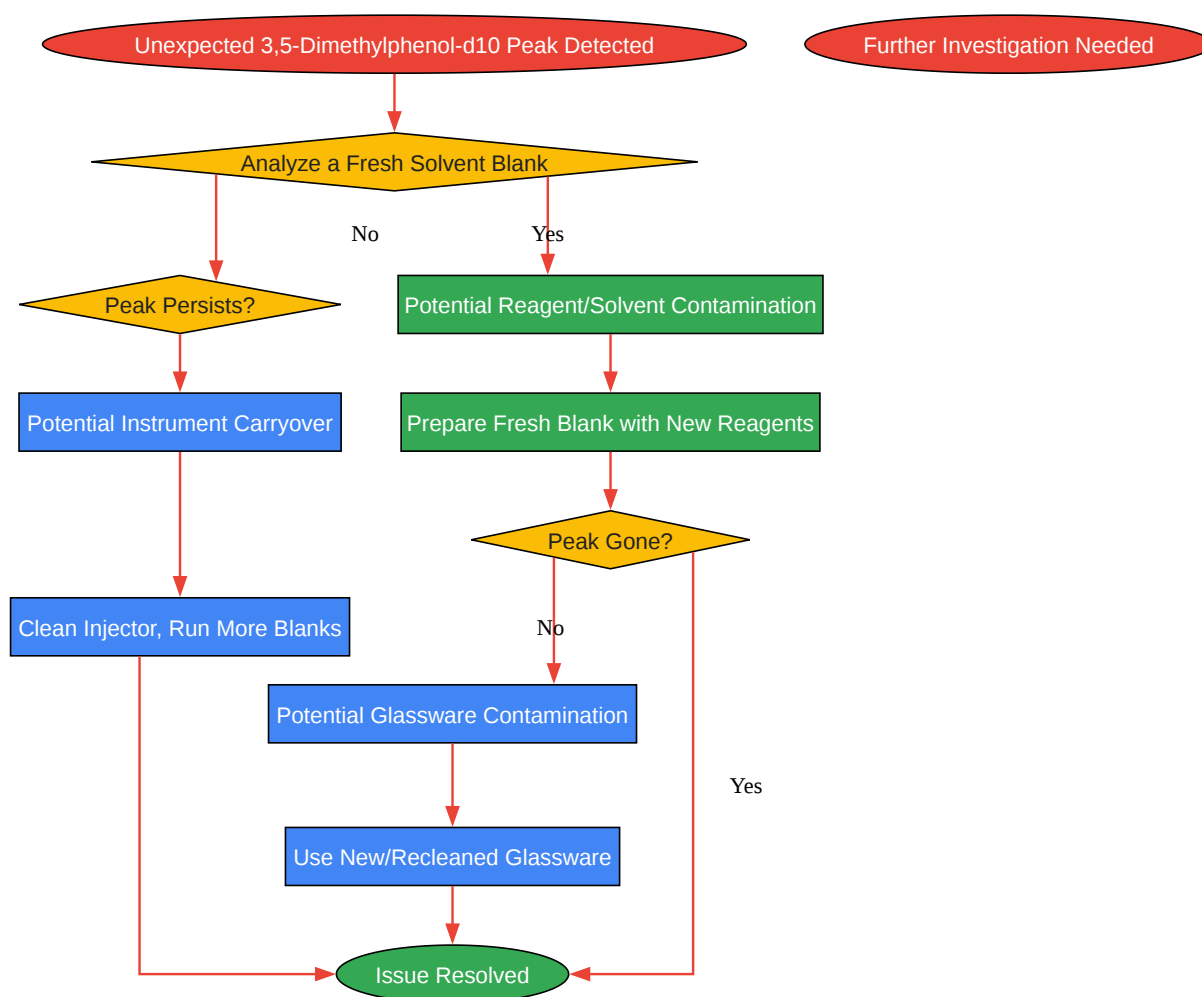 Unexpected 3,5-Dimethylphenol-d10 Peak Detected
Further Investigation Needed
Analyze a Fresh Solvent Blank
No
Yes
Peak Persists?
Potential Reagent/Solvent Contamination
Potential Instrument Carryover
Prepare Fresh Blank with New Reagents
Peak Gone?
Clean Injector, Run More Blanks
No
Potential Glassware Contamination
Yes
Use New/Recleaned Glassware
Issue Resolved